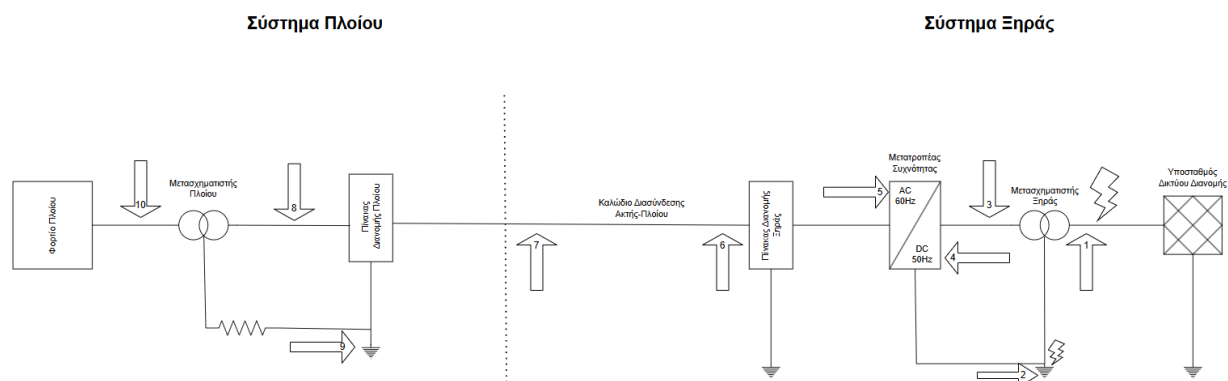 Σύστημα Πλοίου
Σύστημα Ξηράς
10
Μετασχηματιστής
Πλοίου
8
Φορτίο Πλοίου
Πίνακας
Διανομής Πλοίου
9
Καλώδιο Διασύνδεσης
Ακτής-Πλοίου
7
6
Πίνακας Διανομής
Ξηράς
5
Μετατροπέας
Συχνότητας
AC
60Hz
DC
50Hz
4
3
Μετασχηματιστής
Ξηράς
1
2
Υποσταθμός
Δικτύου Διανομής